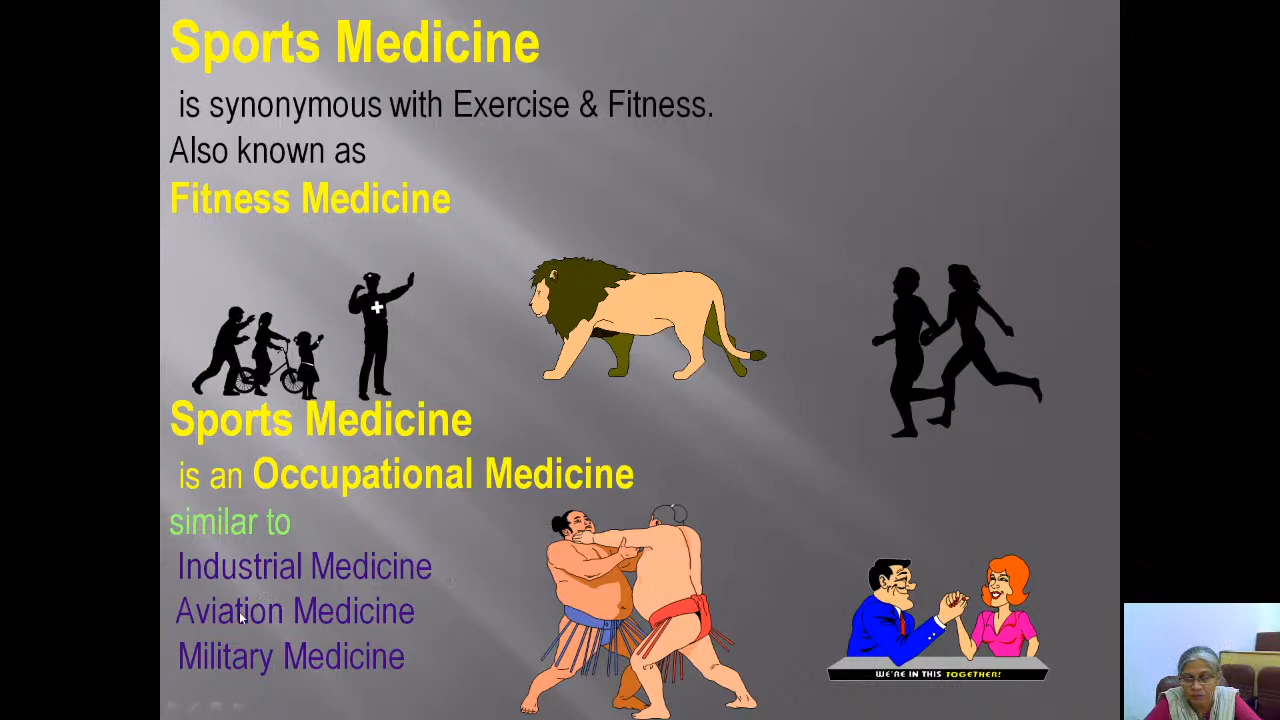 Sports Medicine
is synonymous with Exercise & Fitness.
Also known as
Fitness Medicine
Sports Medicine
is an Occupational Medicine
similar to
Industrial Medicine
Aviation Medicine
Military Medicine
WE'RE IN THIS TOGETHER!